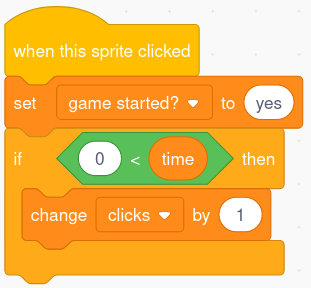 when this sprite clicked
set game started? to yes
if 0 < time then
change clicks by 1